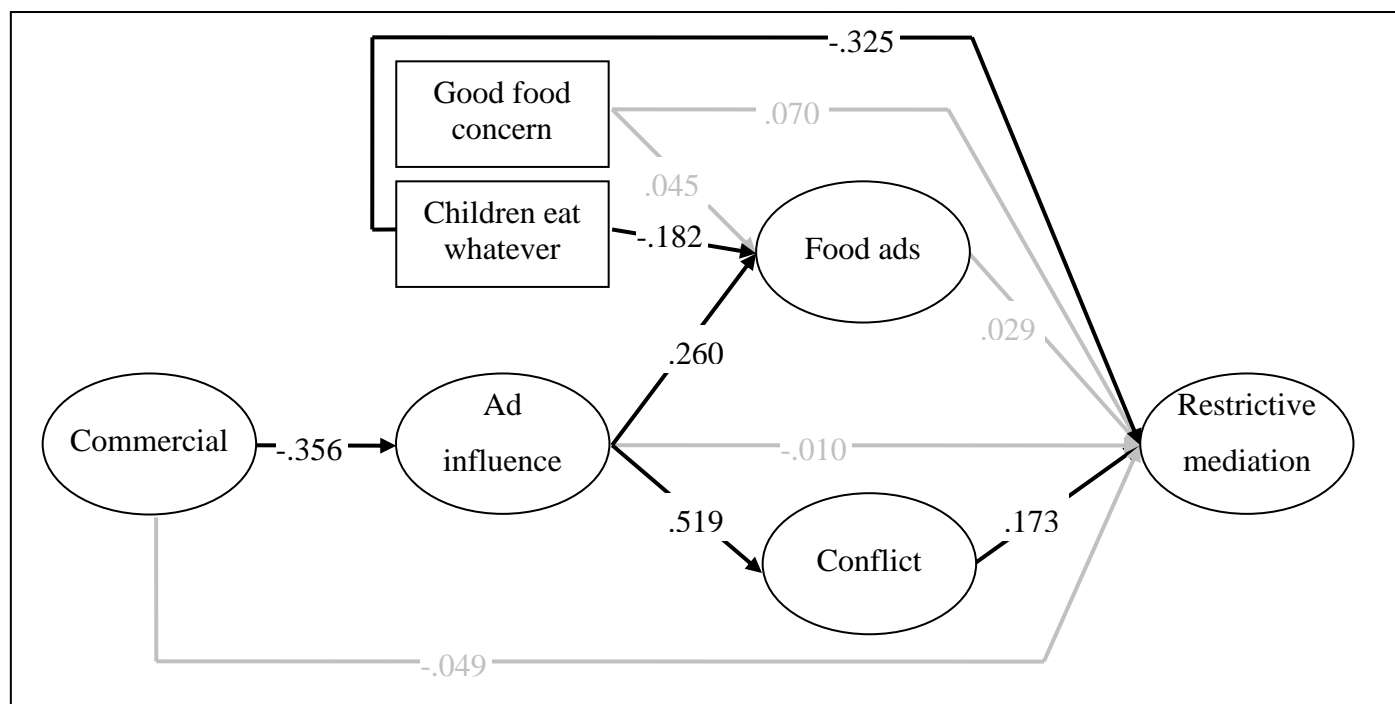 -.325
Good food
concern
.070
.045
Children eat
whatever
-.182
Food ads
.029
.260
Commercial
-.356
Ad
influence
-.010
Restrictive
mediation
.519
.173
Conflict
-.049